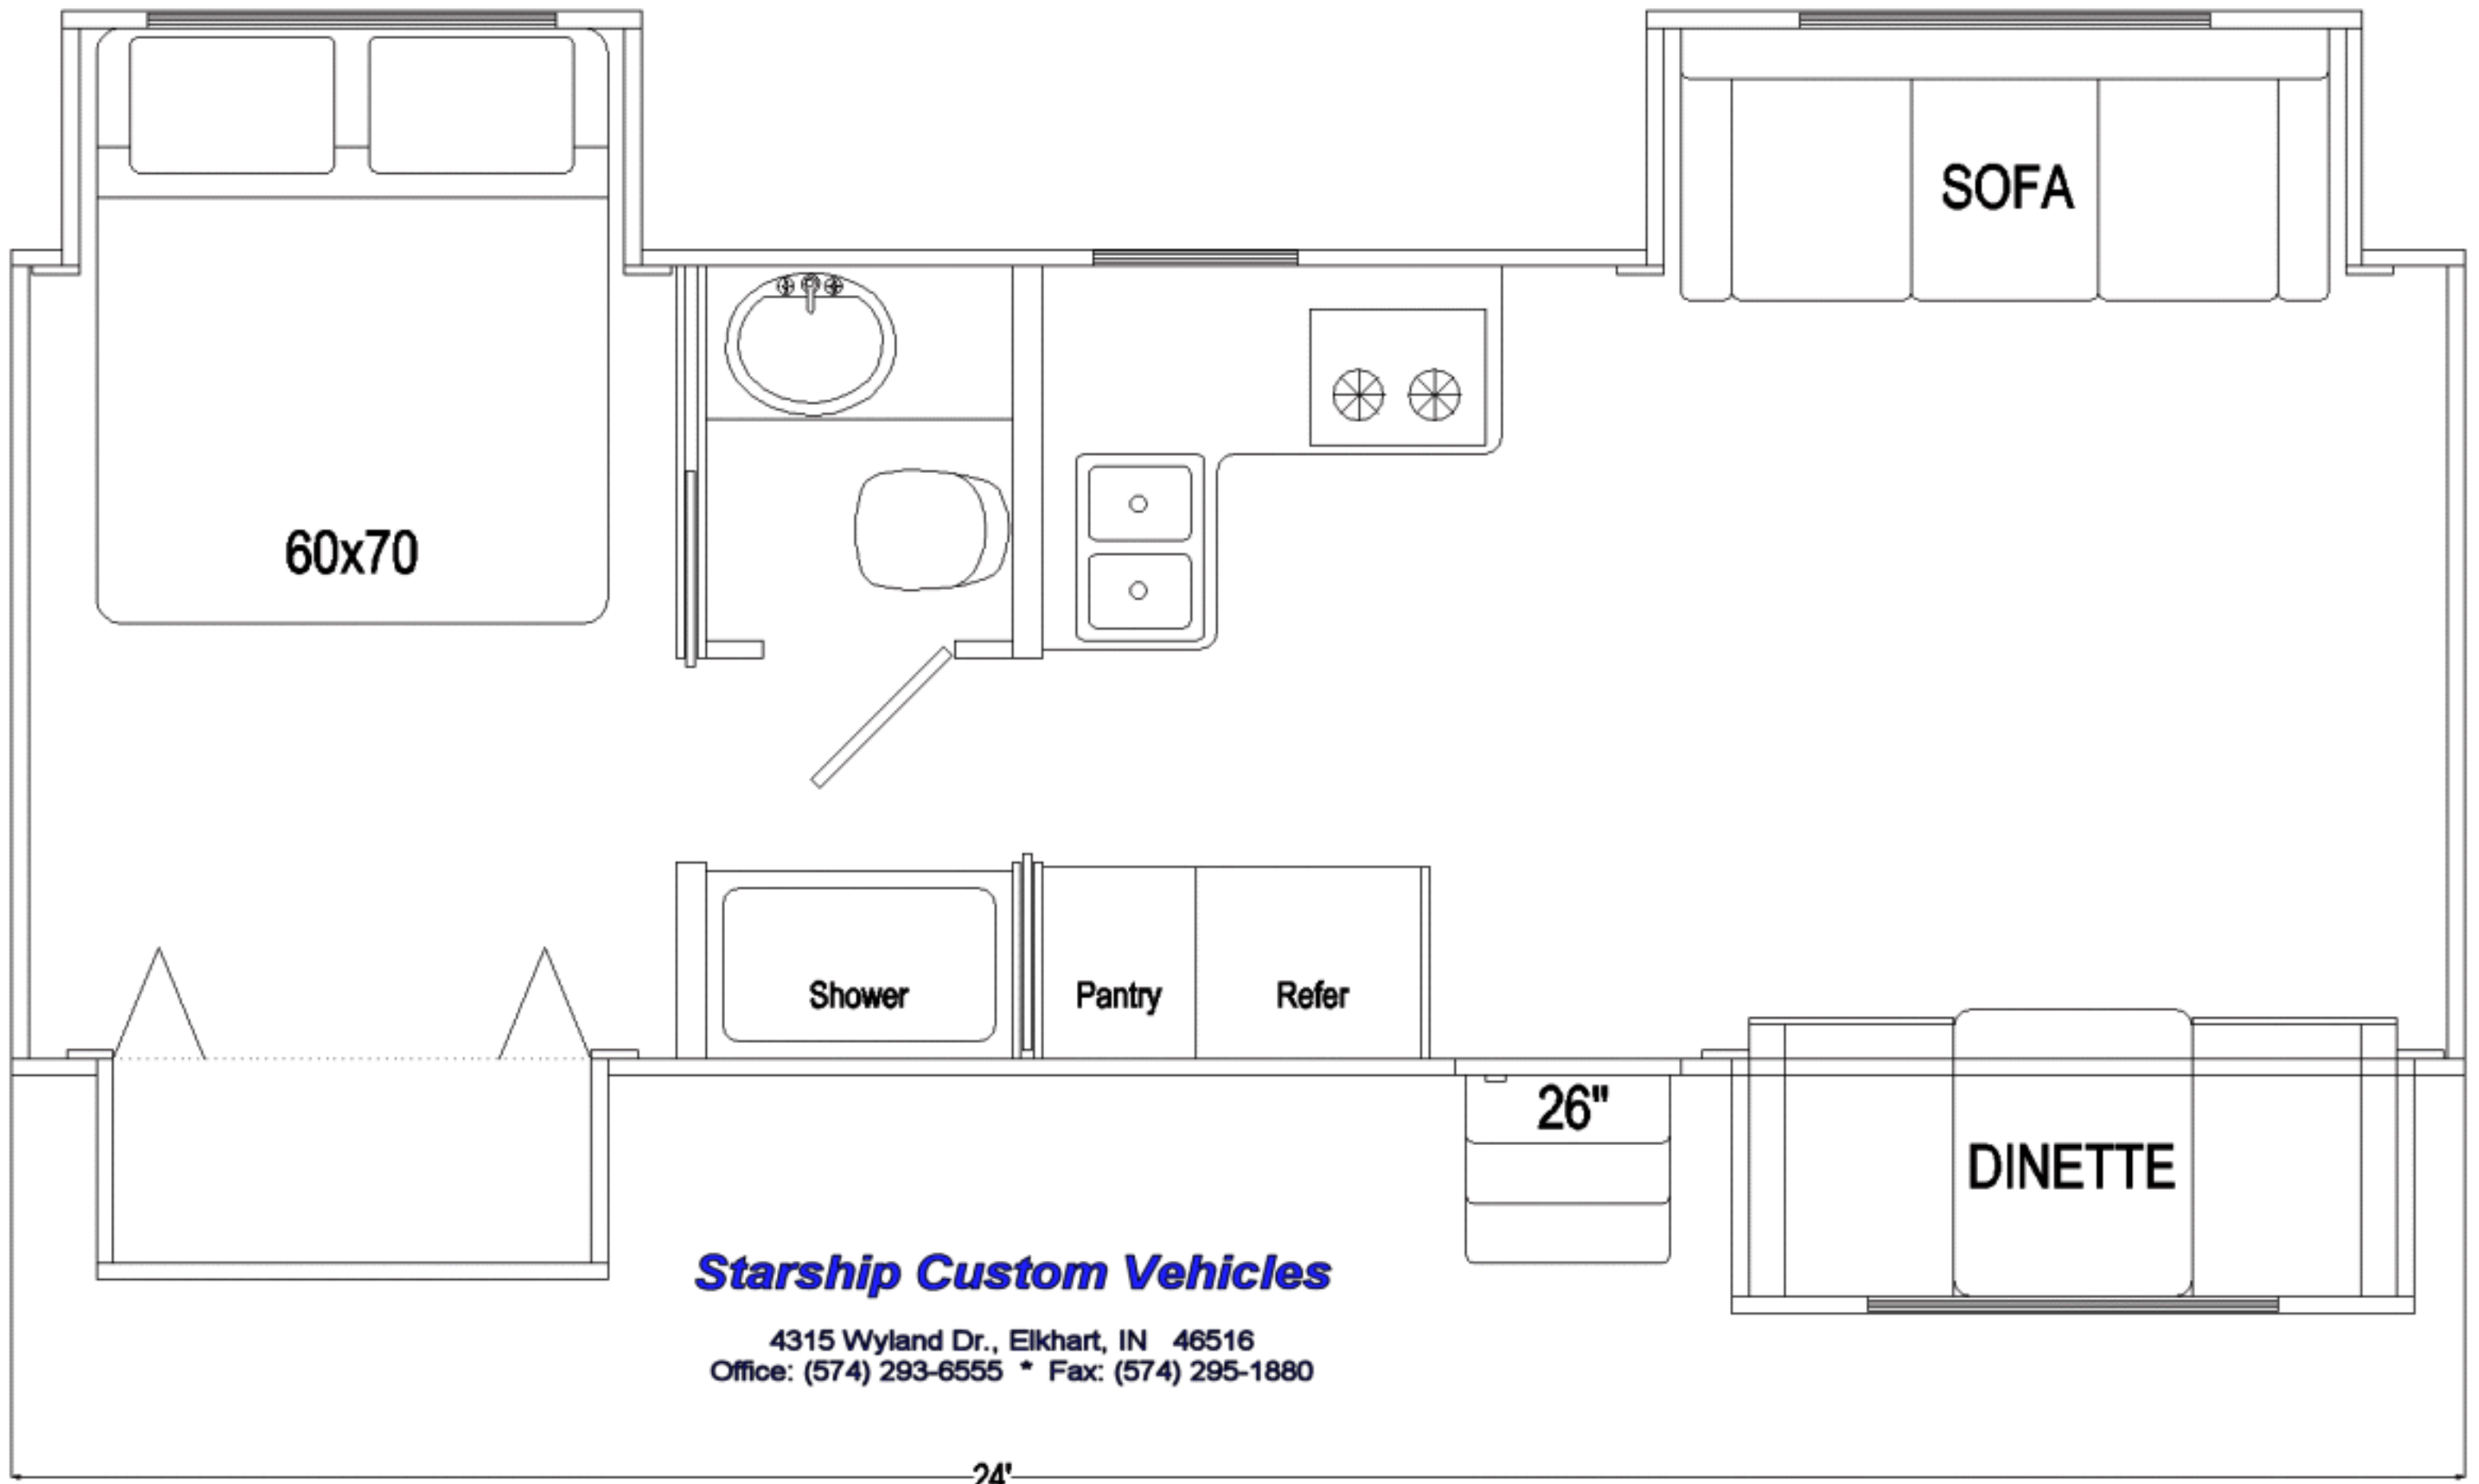 SOFA
60x70
Shower
Pantry
Refer
26"
DINETTE
Starship Custom Vehicles
4315 Wyland Dr., Elkhart, IN 46516
Office: (574) 293-6555 * Fax: (574) 295-1880
24'